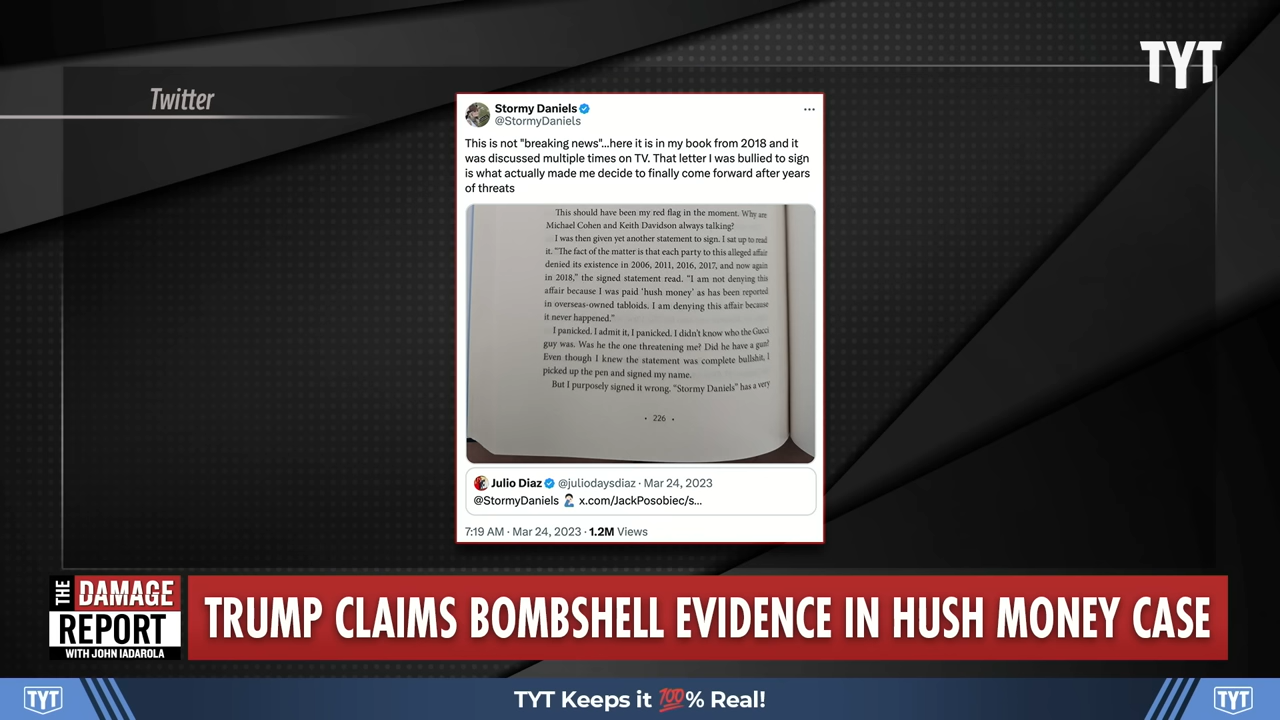 TYT
Twitter
Stormy Daniels
@StormyDaniels
This is not "breaking news"...here it is in my book from 2018 and it
was discussed multiple times on TV. That letter I was bullied to sign
is what actually made me decide to finally come forward after years
of threats
This should have been my red flag in the moment. Why are
Michael Cohen and Keith Davidson always talking?
I was then given yet another statement to sign. I sat up to read
it. “The fact of the matter is that each party to this alleged affair
denied its existence in 2006, 2011, 2016, 2017, and now again
in 2018,” the signed statement read. “I am not denying this
affair because I was paid ‘hush money’ as has been reported
in overseas-owned tabloids. I am denying this affair because
it never happened.”
I panicked. I admit it, I panicked. I didn’t know who the Gucci
guy was. Was he the one threatening me? Did he have a gun?
Even though I knew the statement was complete bullshit, I
picked up the pen and signed my name.
But I purposely signed it wrong. “Stormy Daniels” has a very
• 226 •
Julio Diaz @juliodaysdiaz · Mar 24, 2023
@StormyDaniels 🤦🏻‍♂️ x.com/JackPosobiec/s...
7:19 AM · Mar 24, 2023 · 1.2M Views
THE DAMAGE
REPORT
WITH JOHN IADAROLA
TRUMP CLAIMS BOMBSHELL EVIDENCE IN HUSH MONEY CASE
TYT
TYT Keeps it 💯% Real!
TYT